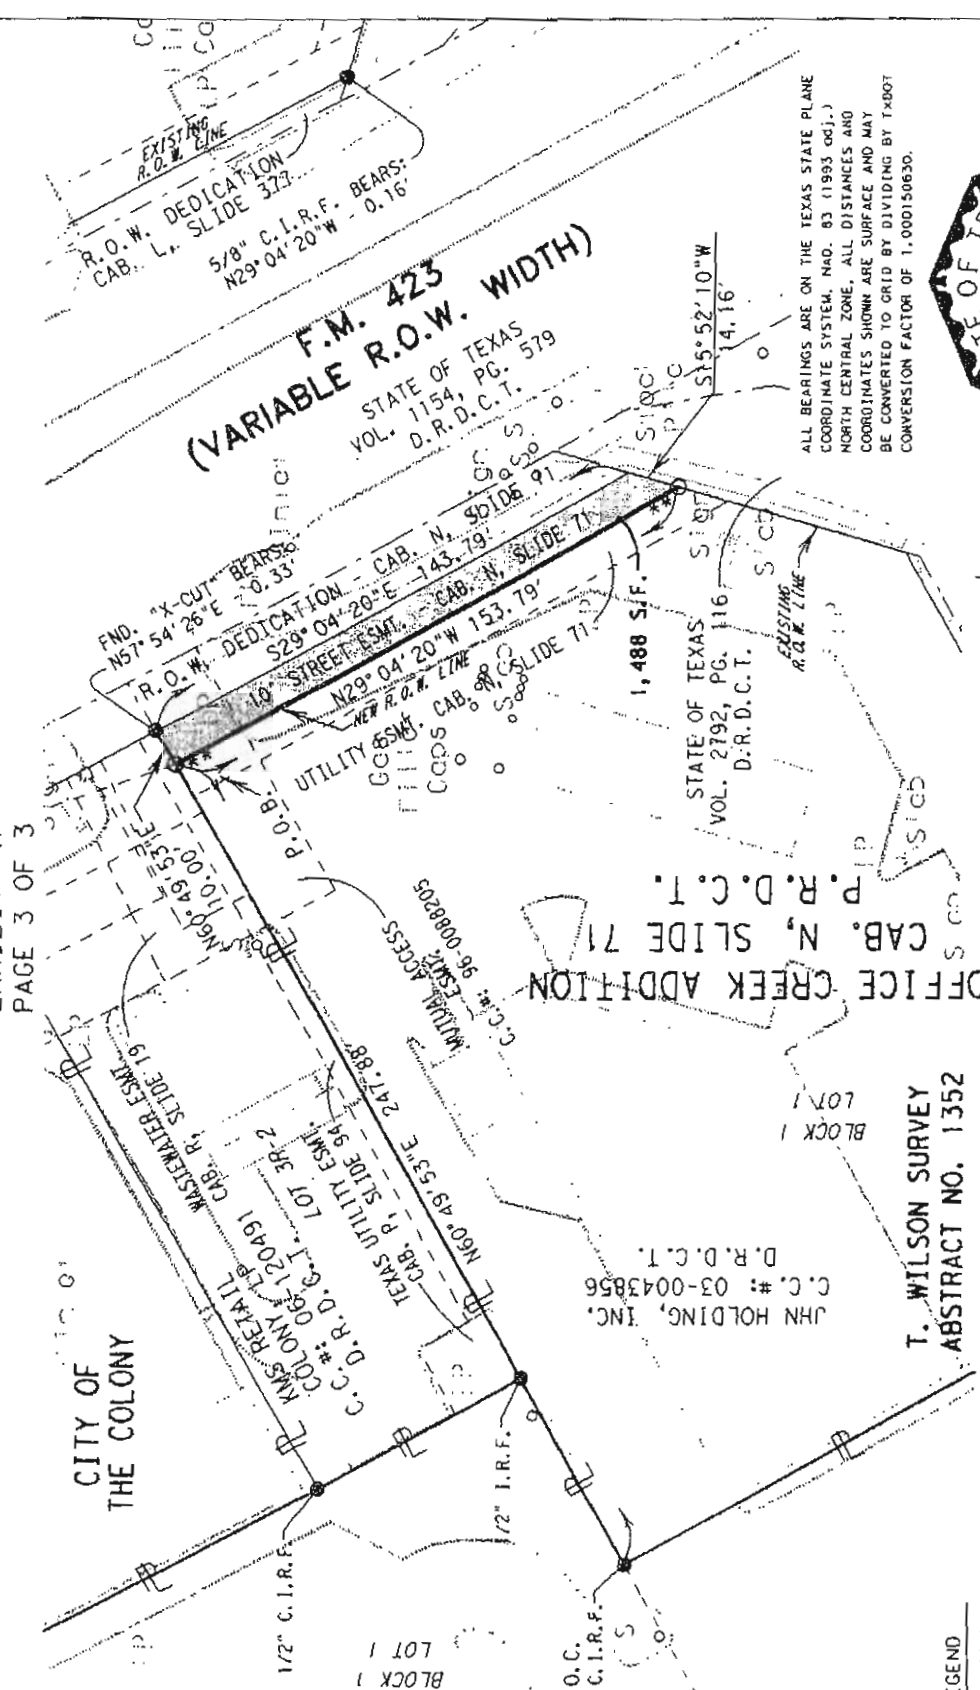 EXISTING
R.O.W. LINE
R.O.W. DEDICATION
CAB. L, SLIDE 377
5/8" C.I.R.F. BEARS:
N29°04'20"W - 0.16'
F.M. 423
(VARIABLE R.O.W. WIDTH)
STATE OF TEXAS
VOL. 1154, PG. 579
D.R.D.C.T.
S15°52'10"W
14.16'
ALL BEARINGS ARE ON THE TEXAS STATE PLANE
COORDINATE SYSTEM, NAD. 83 (1993 adj.)
NORTH CENTRAL ZONE, ALL DISTANCES AND
COORDINATES SHOWN ARE SURFACE AND MAY
BE CONVERTED TO GRID BY DIVIDING BY TxDOT
CONVERSION FACTOR OF 1.000150630.
FND. "X-CUT" BEARS:
N57°54'26"E - 0.33'
R.O.W. DEDICATION - CAB. N, SLIDE 91
S29°04'20"E 143.79'
10' STREET ESMT. - CAB. N, SLIDE 71
N29°04'20"W 153.79'
NEW R.O.W. LINE
UTILITY ESMT. CAB. N, SLIDE 71
**
**
1,488 S.F.
STATE OF TEXAS
VOL. 2792, PG. 116
D.R.D.C.T.
EXISTING
R.O.W. LINE
P.O.B.
N60°49'53"E
10.00'
PAGE 3 OF 3
WASTEWATER ESMT.
CAB. R, SLIDE 19
MUTUAL ACCESS
ESMT.
C.C.#: 96-0088205
OFFICE CREEK ADDITION
CAB. N, SLIDE 71
P.R.D.C.T.
LOT 3R-2
TEXAS UTILITY ESMT.
CAB. P, SLIDE 94
N60°49'53"E 247.88'
KMS RETAIL
COLONY LP
C.C.#: 06-120491
D.R.D.C.T.
CITY OF
THE COLONY
LOT 1
BLOCK 1
JHN HOLDING, INC.
C.C.#: 03-0043856
D.R.D.C.T.
T. WILSON SURVEY
ABSTRACT NO. 1352
1/2" C.I.R.F.
1/2" I.R.F.
O.C.
C.I.R.F.
LOT 1
BLOCK 1